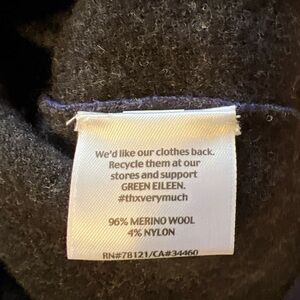 We'd like our clothes back.
Recycle them at our
stores and support
GREEN EILEEN.
#thxverymuch
96% MERINO WOOL
4% NYLON
RN#78121/CA#34460